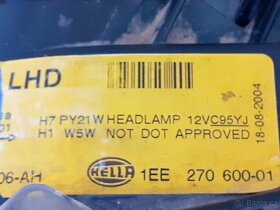 LHD
H7 PY21W HEADLAMP 12VC95YJ
H1 W5W NOT DOT APPROVED
18-08-2004
06-AH HELLA 1EE 270 600-01